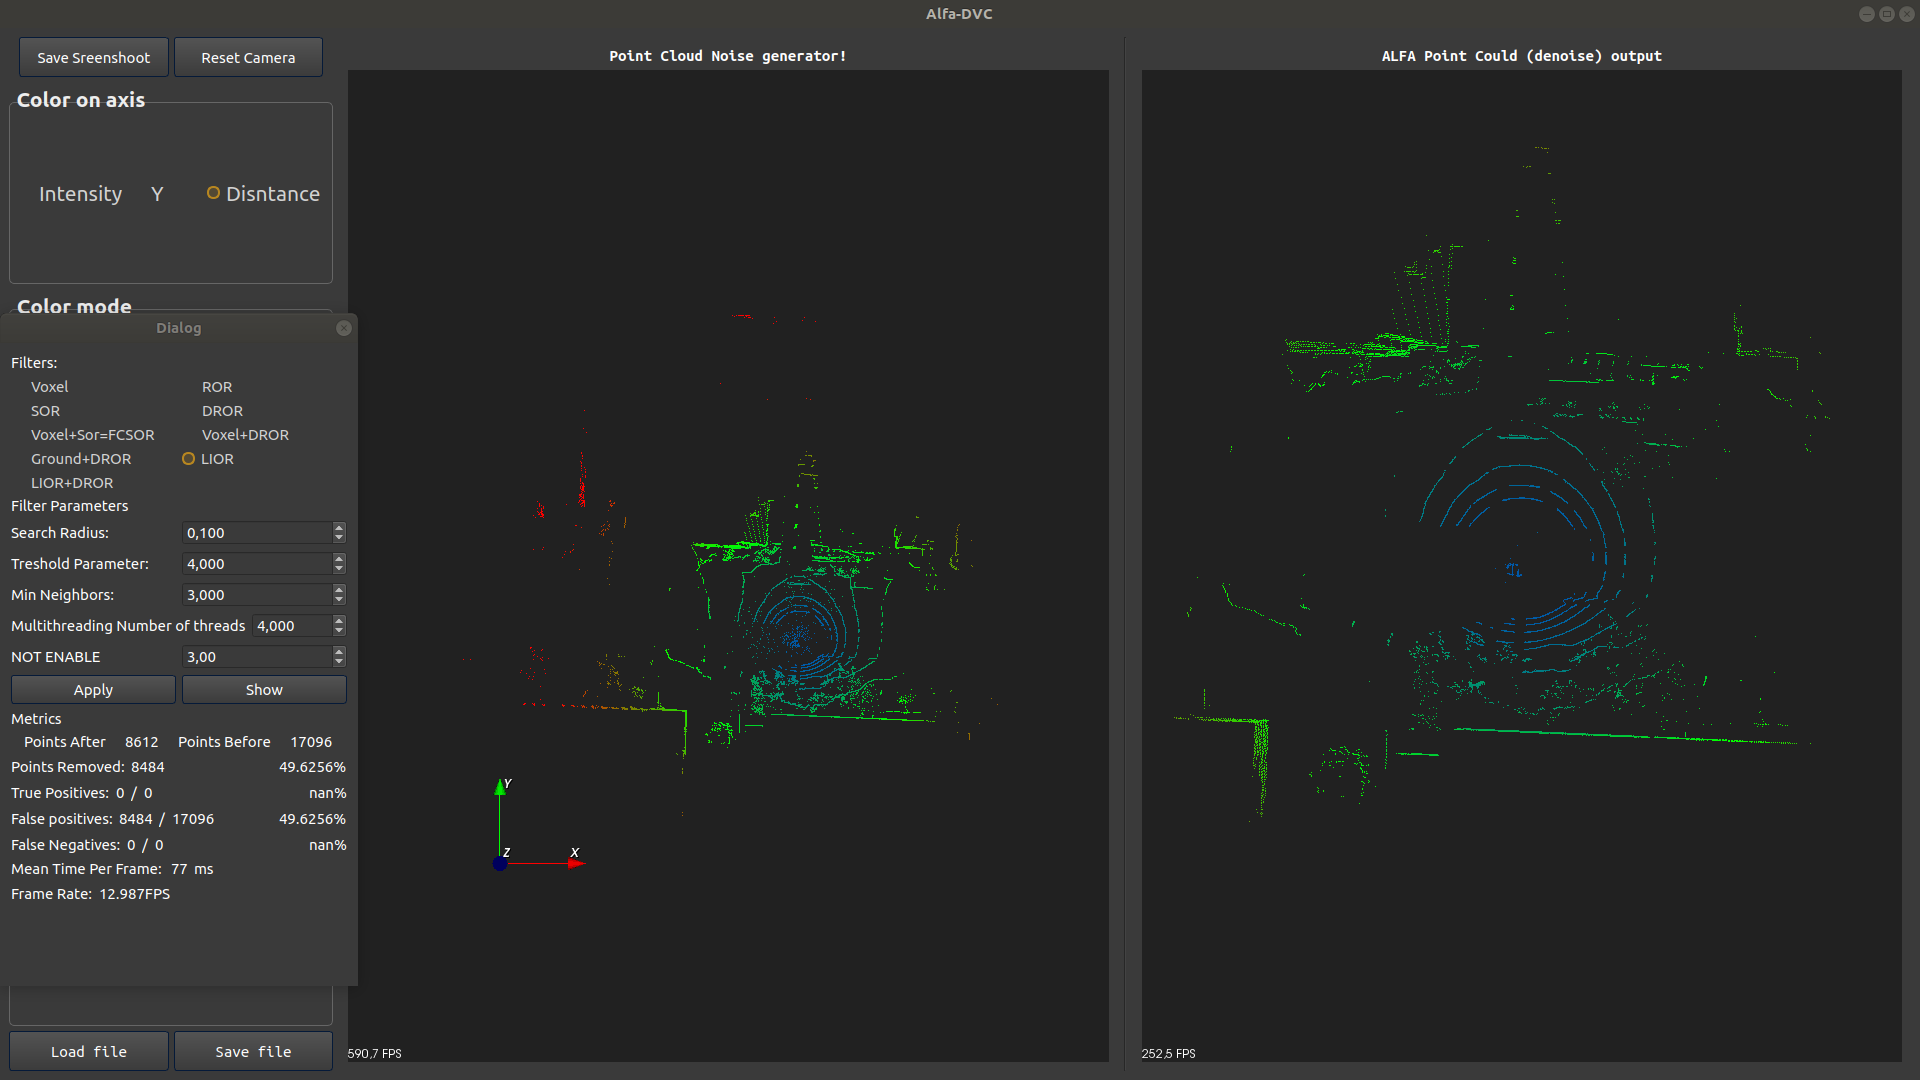 Alfa-DVC
Save Sreenshoot Reset Camera
Color on axis
Intensity Y Disntance
Color mode
Dialog
Filters:
Voxel ROR
SOR DROR
Voxel+Sor=FCSOR Voxel+DROR
Ground+DROR LIOR
LIOR+DROR
Filter Parameters
Search Radius: 0,100
Treshold Parameter: 4,000
Min Neighbors: 3,000
Multithreading Number of threads 4,000
NOT ENABLE 3,00
Apply Show
Metrics
Points After 8612 Points Before 17096
Points Removed: 8484 49.6256%
True Positives: 0 / 0 nan%
False positives: 8484 / 17096 49.6256%
False Negatives: 0 / 0 nan%
Mean Time Per Frame: 77 ms
Frame Rate: 12.987FPS
Load file Save file
Point Cloud Noise generator!
Y
Z X
590,7 FPS
ALFA Point Could (denoise) output
252,5 FPS